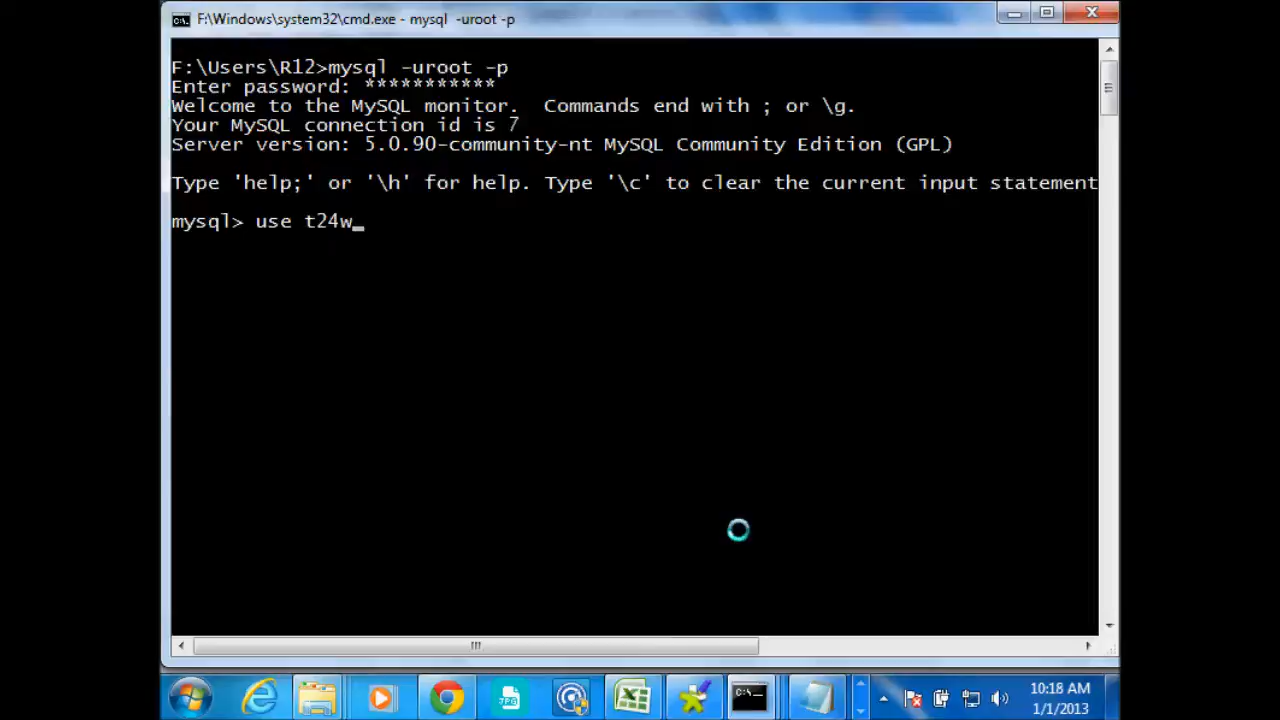 F:\Windows\system32\cmd.exe - mysql -uroot -p
F:\Users\R12>mysql -uroot -p
Enter password: ***********
Welcome to the MySQL monitor.  Commands end with ; or \g.
Your MySQL connection id is 7
Server version: 5.0.90-community-nt MySQL Community Edition (GPL)
Type 'help;' or '\h' for help. Type '\c' to clear the current input statement
mysql> use t24w_
JPG
10:18 AM
1/1/2013